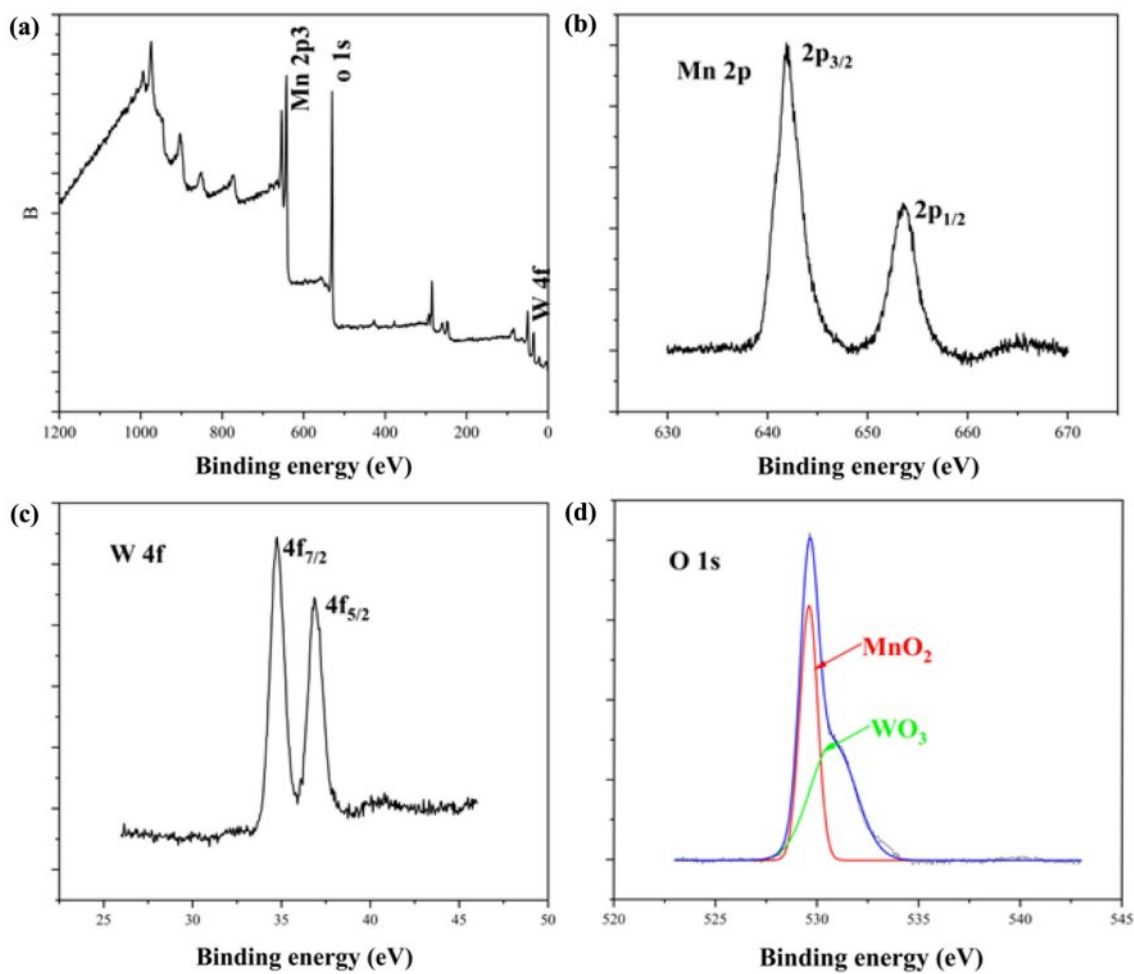 (a)
Mn 2p3
o 1s
W 4f
B
1200 1000 800 600 400 200 0
Binding energy (eV)
(b)
Mn 2p
2p3/2
2p1/2
630 640 650 660 670
Binding energy (eV)
(c)
W 4f
4f7/2
4f5/2
25 30 35 40 45 50
Binding energy (eV)
(d)
O 1s
MnO2
WO3
520 525 530 535 540 545
Binding energy (eV)